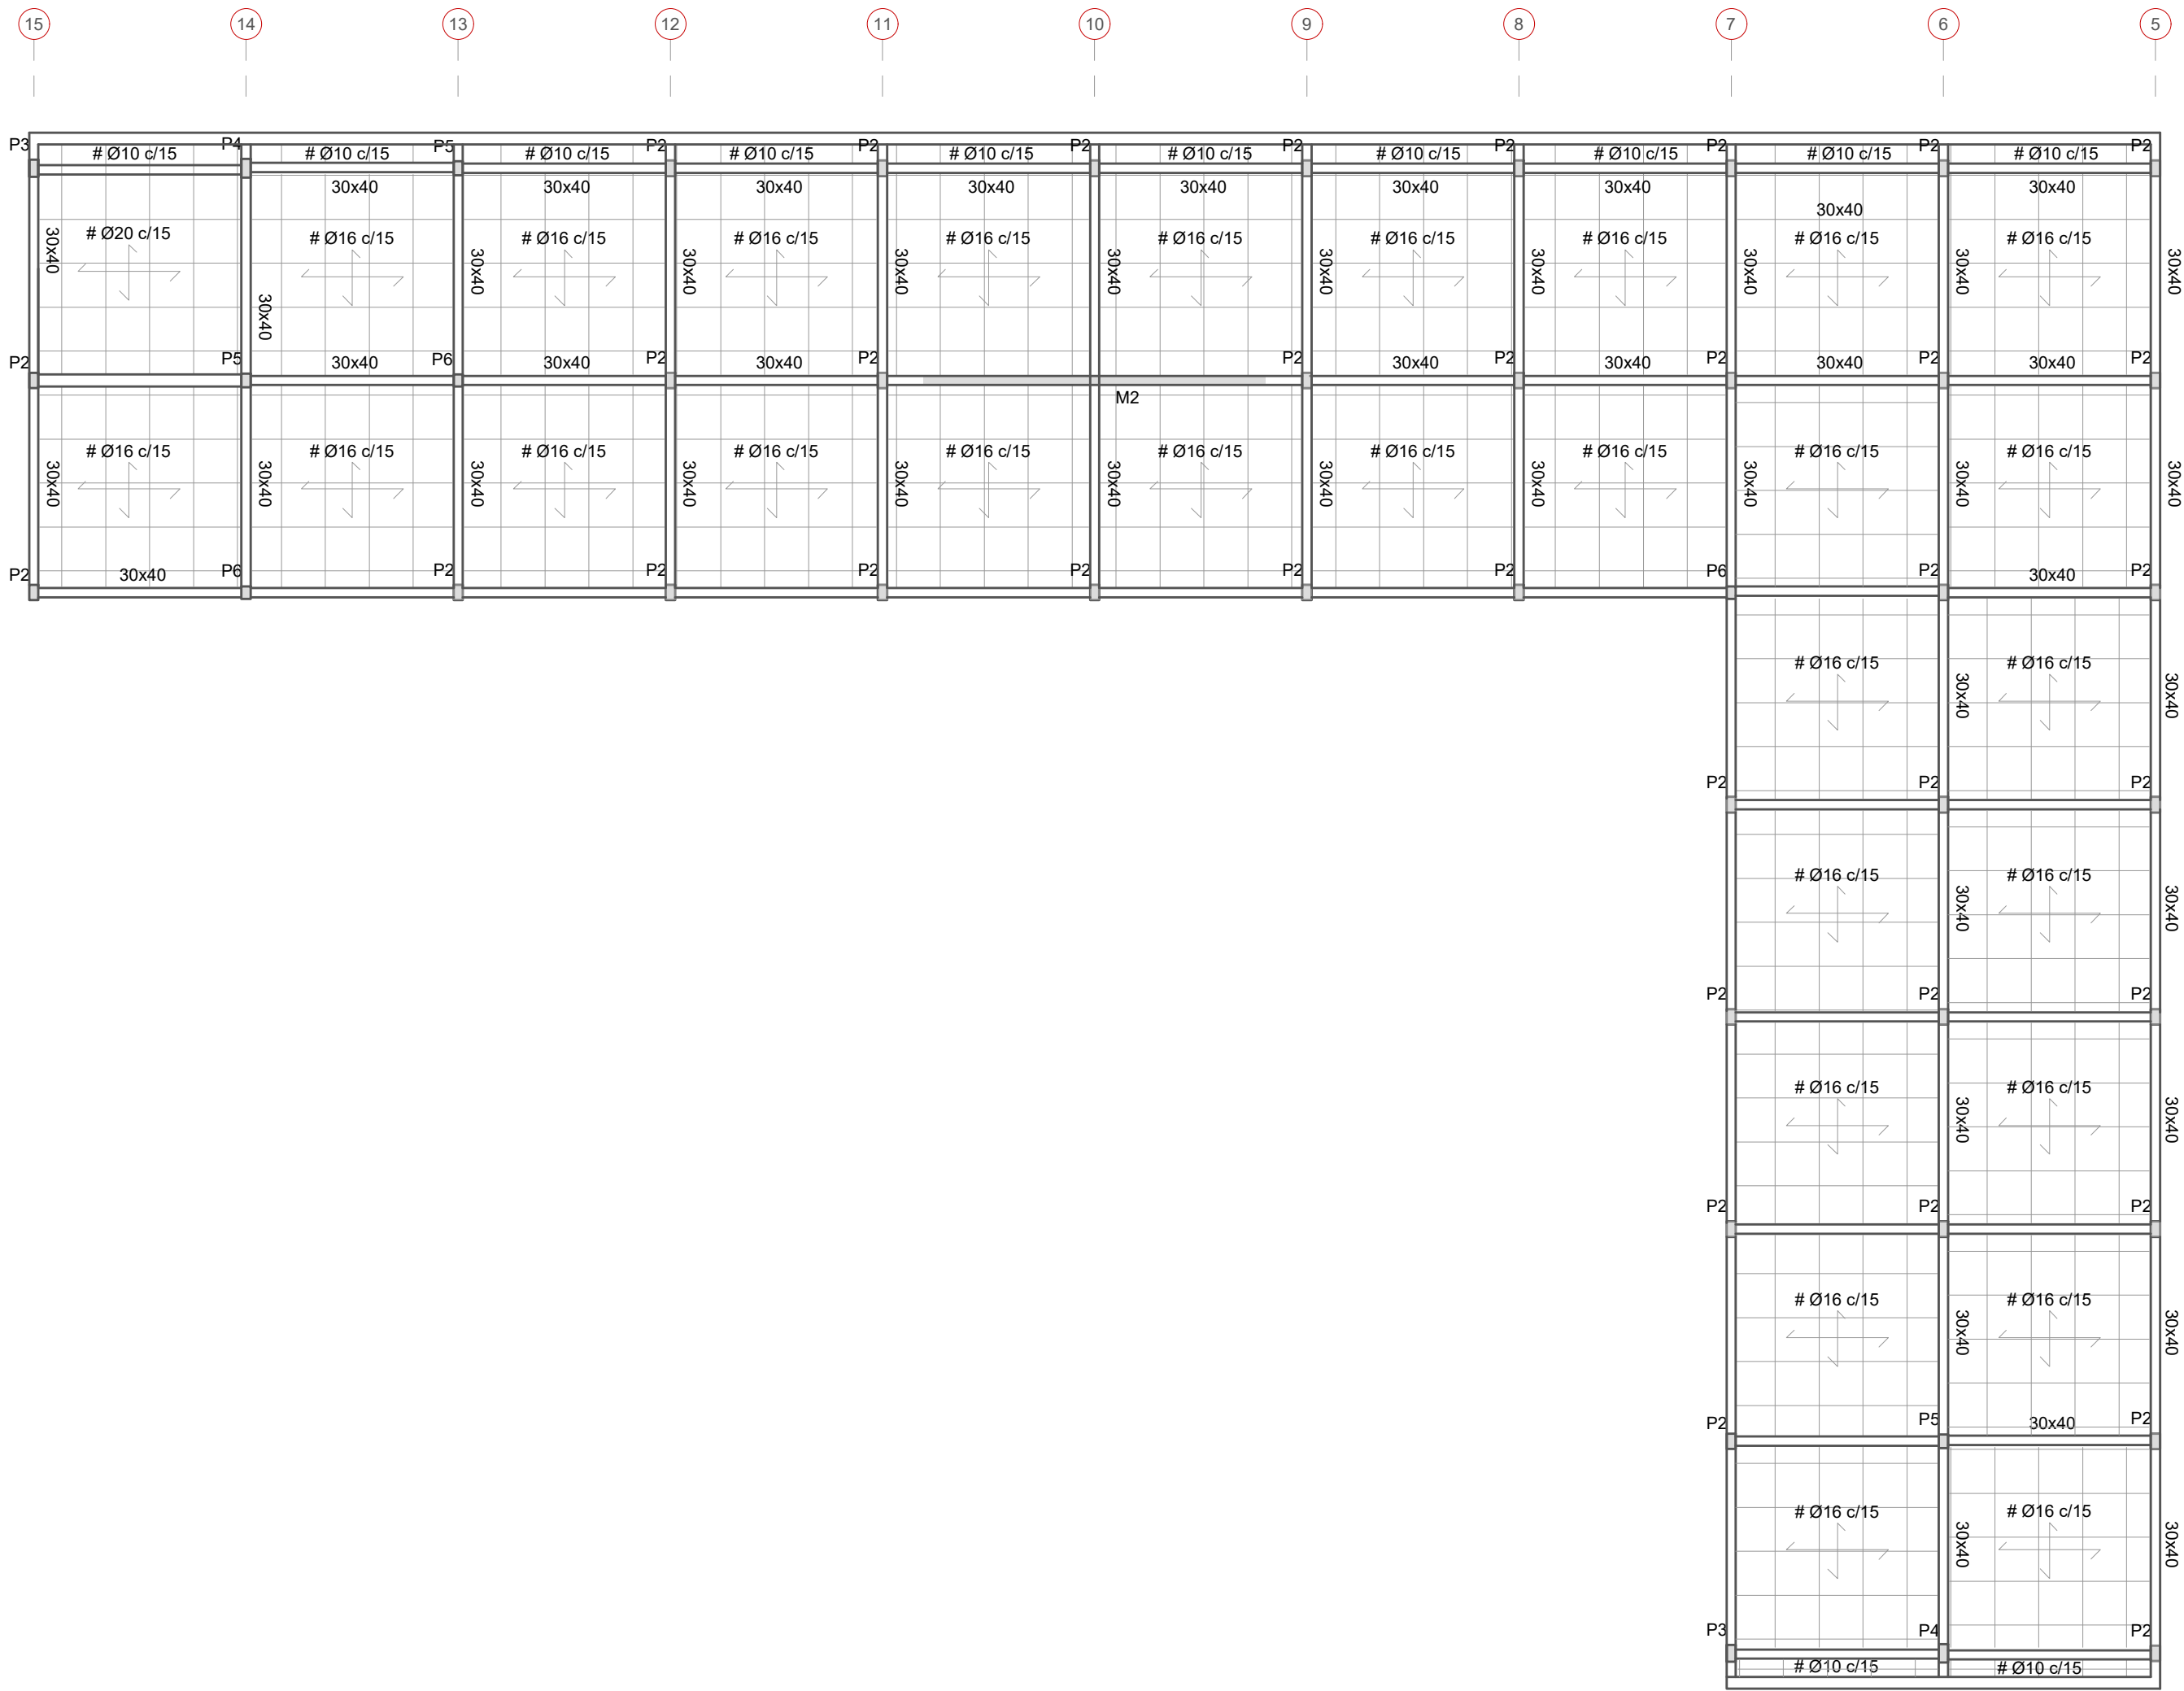 15 14 13 12 11 10 9 8 7 6 5
P3 P4 P5 P2 P2 P2 P2 P2 P2 P2 P2
# Ø10 c/15 # Ø10 c/15 # Ø10 c/15 # Ø10 c/15 # Ø10 c/15 # Ø10 c/15 # Ø10 c/15 # Ø10 c/15 # Ø10 c/15 # Ø10 c/15
30x40 30x40 30x40 30x40 30x40 30x40 30x40 30x40
30x40
# Ø20 c/15 # Ø16 c/15 # Ø16 c/15 # Ø16 c/15 # Ø16 c/15 # Ø16 c/15 # Ø16 c/15 # Ø16 c/15 # Ø16 c/15 # Ø16 c/15
30x40 30x40 30x40 30x40 30x40 30x40 30x40 30x40 30x40 30x40 30x40
P2 P5 30x40 P6 30x40 P2 30x40 P2 P2 30x40 P2 30x40 P2 30x40 P2 30x40 P2
M2
# Ø16 c/15 # Ø16 c/15 # Ø16 c/15 # Ø16 c/15 # Ø16 c/15 # Ø16 c/15 # Ø16 c/15 # Ø16 c/15 # Ø16 c/15 # Ø16 c/15
30x40 30x40 30x40 30x40 30x40 30x40 30x40 30x40 30x40 30x40 30x40
P2 30x40 P6 P2 P2 P2 P2 P2 P2 P6 P2 30x40 P2
# Ø16 c/15 # Ø16 c/15
30x40 30x40
P2 P2 P2
# Ø16 c/15 # Ø16 c/15
30x40 30x40
P2 P2 P2
# Ø16 c/15 # Ø16 c/15
30x40 30x40
P2 P2 P2
# Ø16 c/15 # Ø16 c/15
30x40 30x40
P2 P5 30x40 P2
# Ø16 c/15 # Ø16 c/15
30x40 30x40
P3 P4 P2
# Ø10 c/15 # Ø10 c/15